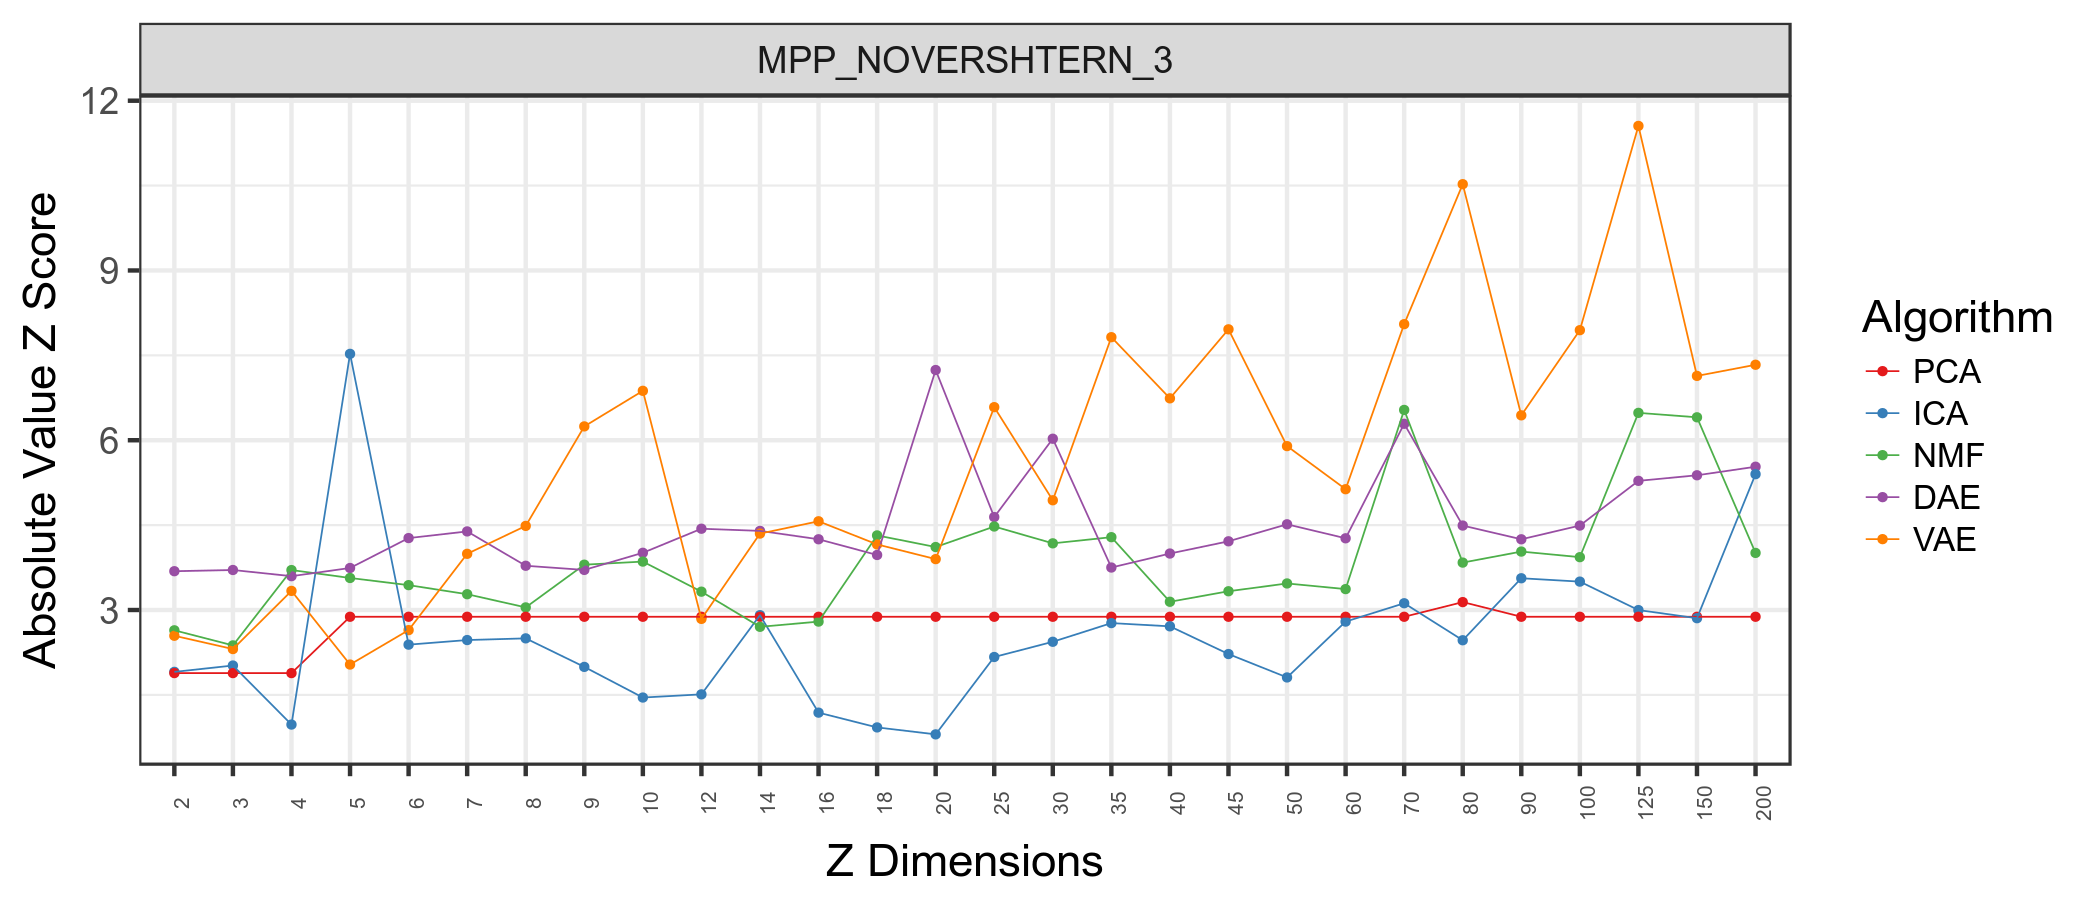 MPP_NOVERSHTERN_3
Absolute Value Z Score
12
9
6
3
2 3 4 5 6 7 8 9 10 12 14 16 18 20 25 30 35 40 45 50 60 70 80 90 100 125 150 200
Z Dimensions
Algorithm
PCA
ICA
NMF
DAE
VAE